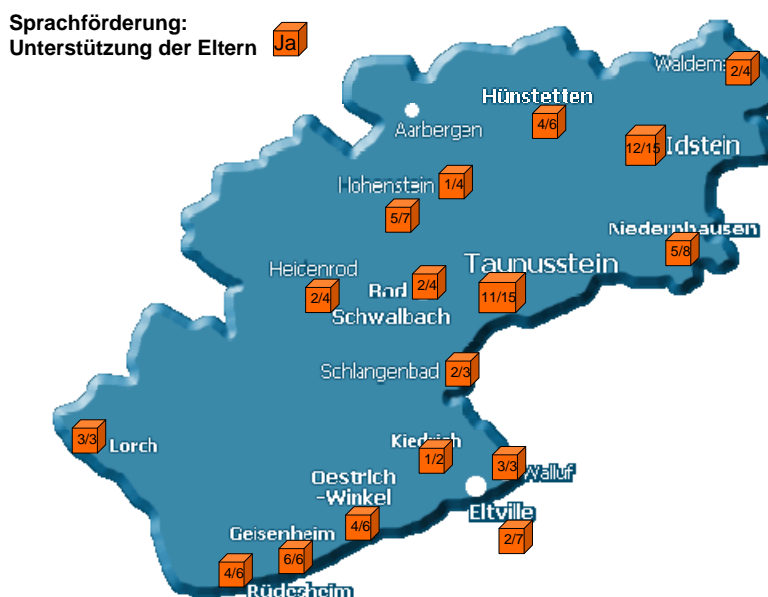 Sprachförderung:
Unterstützung der Eltern Ja
2/4
Hünstetten
4/6
Aarbergen
12/15 Idstein
Hohenstein 1/4
5/7
Niedernhausen
5/8
Taunusstein
Heidenrod
2/4
Bad 2/4
11/15
Schwalbach
Schlangenbad 2/3
3/3 Lorch
Kiedrich
1/2
3/3 Walluf
Oestrich
-Winkel
Eltville
4/6
2/7
Geisenheim
6/6
4/6
Rüdesheim